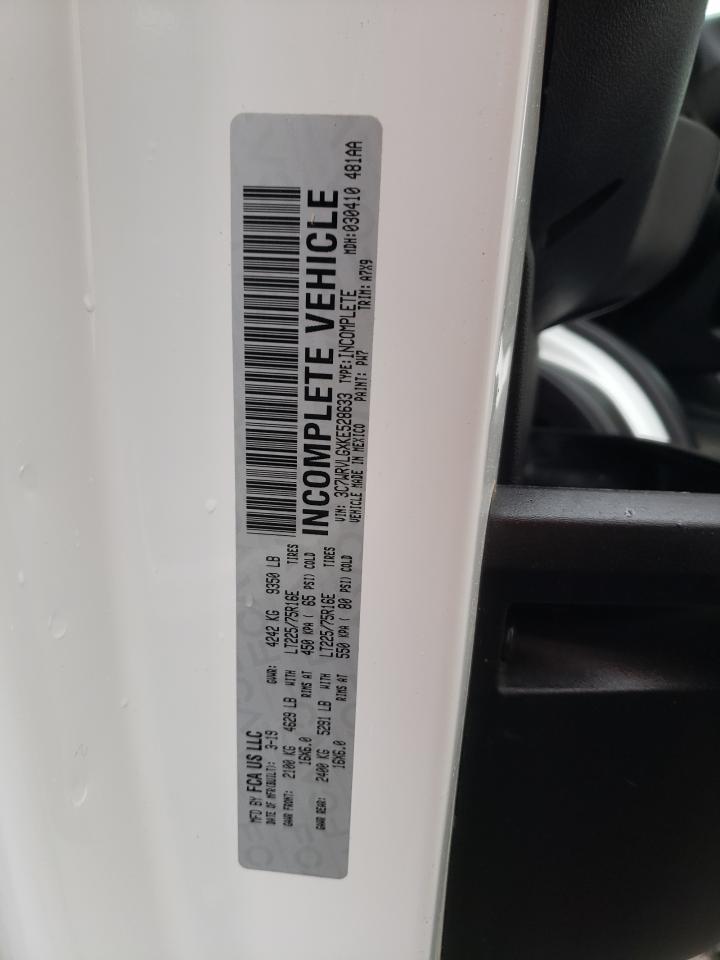 MFD BY FCA US LLC
DATE OF MFR(BUILT): 3-19 GVWR: 4242 KG 9350 LB
GAWR FRONT: 2100 KG 4629 LB WITH LT225/75R16E TIRES
16X6.0 RIMS AT 450 KPA ( 65 PSI) COLD
GAWR REAR: 2400 KG 5291 LB WITH LT225/75R16E TIRES
16X6.0 RIMS AT 550 KPA ( 80 PSI) COLD
INCOMPLETE VEHICLE
VIN: 3C7WRVLGXKE528633 TYPE: INCOMPLETE MDH: 030410 481AA
VEHICLE MADE IN MEXICO PAINT: PW7 TRIM: A7X9